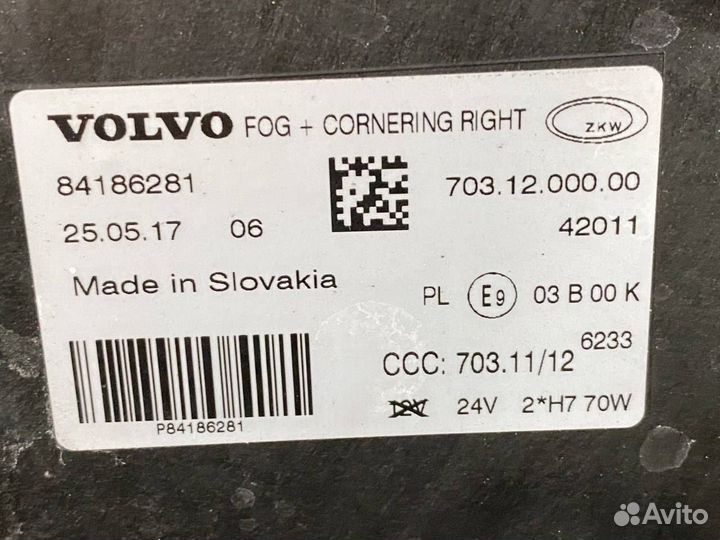 VOLVO FOG + CORNERING RIGHT ZKW
84186281 703.12.000.00
25.05.17 06 42011
Made in Slovakia
PL E9 03 B 00 K
6233
CCC: 703.11/12
12V 24V 2*H7 70W
P84186281
Avito